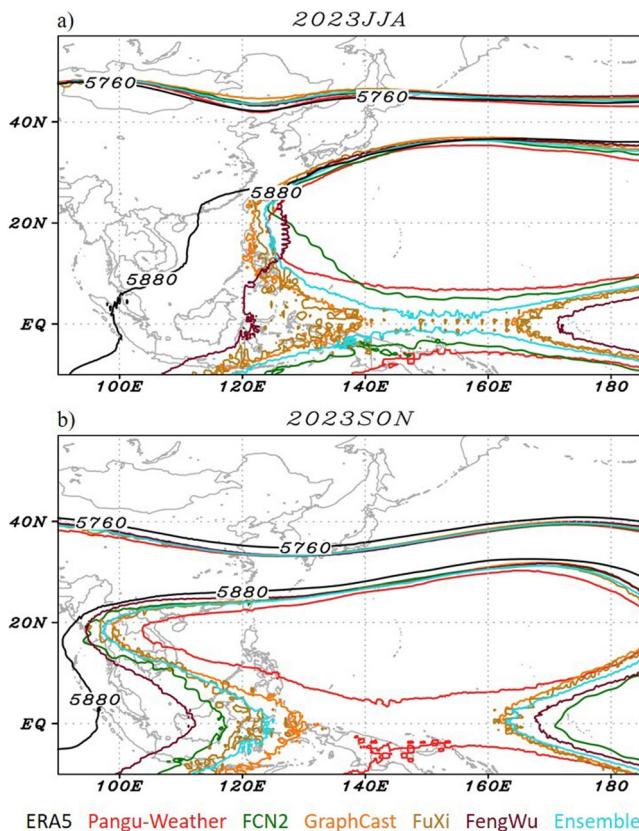 a)
2023JJA
5760
5760
40N
5880
20N
5880
EQ
100E
120E
140E
160E
180
b)
2023SON
40N
5760
5760
5880
20N
5880
EQ
100E
120E
140E
160E
180
ERA5 Pangu-Weather FCN2 GraphCast FuXi FengWu Ensemble